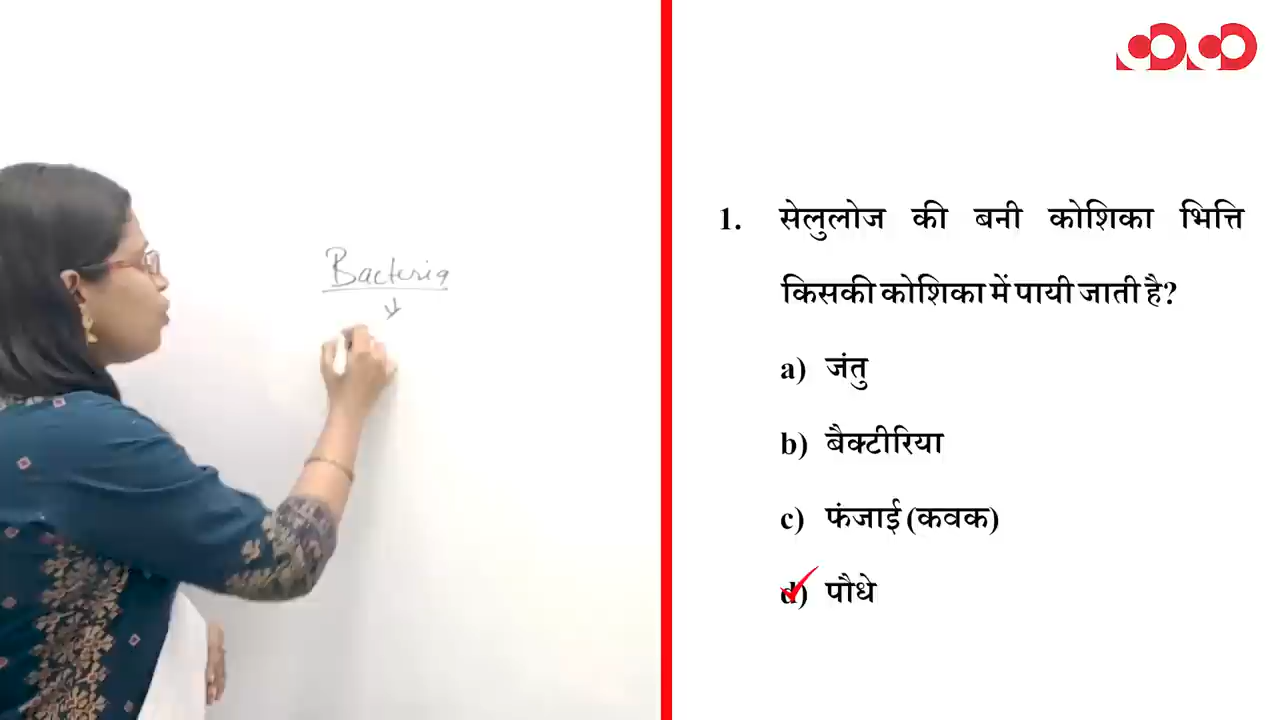 Bacteria
1. सेलुलोज की बनी कोशिका भित्ति
किसकी कोशिका में पायी जाती है?
a) जंतु
b) बैक्टीरिया
c) फंजाई (कवक)
d) पौधे